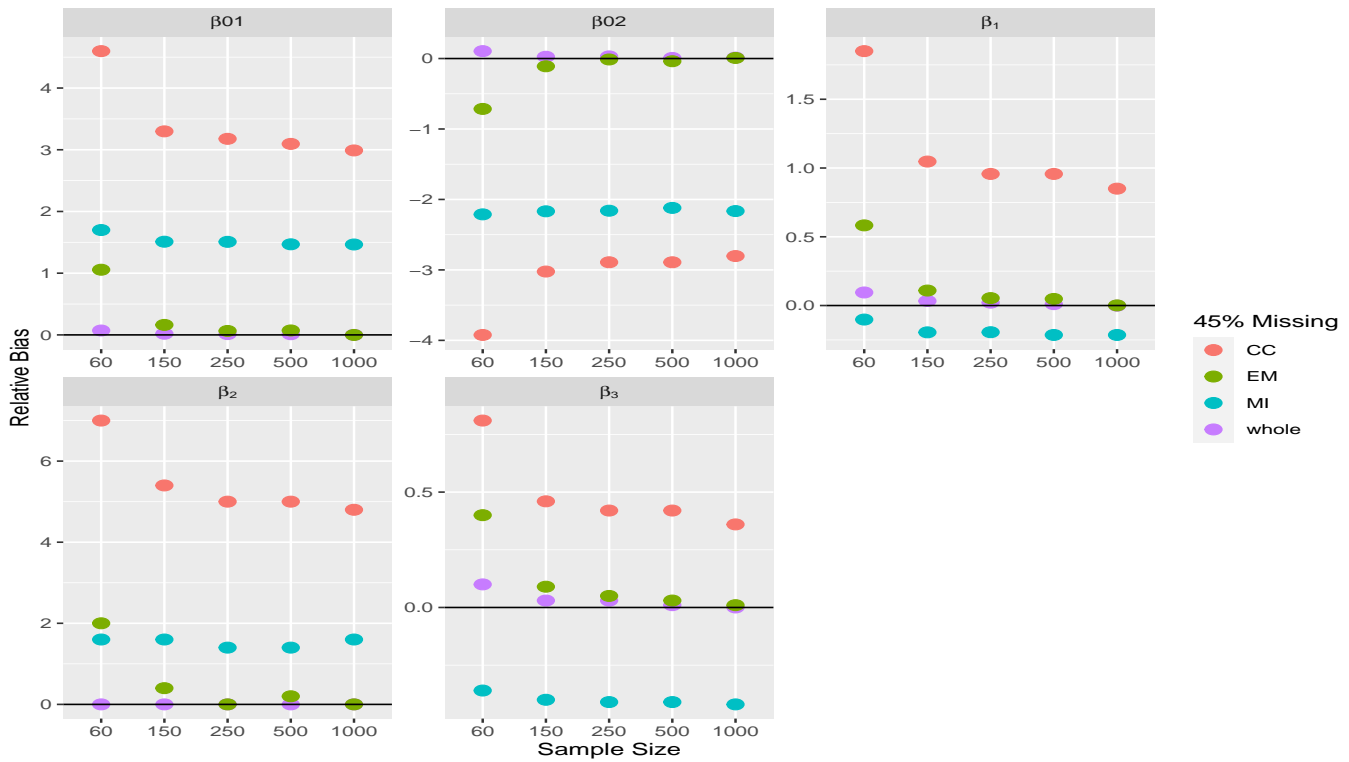 β01
β02
β₁
4
3
2
1
0
0
−1
−2
−3
−4
1.5
1.0
0.5
0.0
60 150 250 500 1000
60 150 250 500 1000
60 150 250 500 1000
Relative Bias
β₂
β₃
6
4
2
0
0.5
0.0
60 150 250 500 1000
60 150 250 500 1000
Sample Size
45% Missing
CC
EM
MI
whole